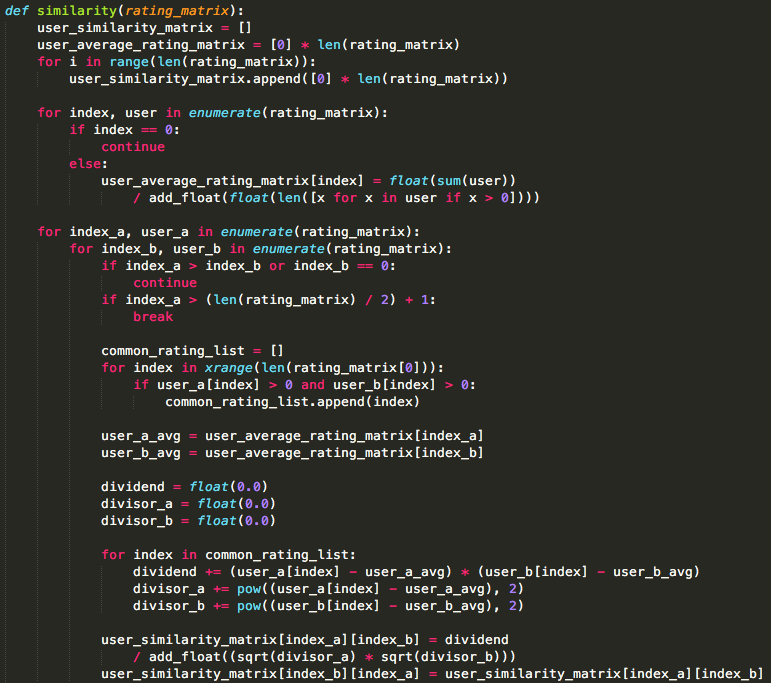 def similarity(rating_matrix):
    user_similarity_matrix = []
    user_average_rating_matrix = [0] * len(rating_matrix)
    for i in range(len(rating_matrix)):
        user_similarity_matrix.append([0] * len(rating_matrix))

    for index, user in enumerate(rating_matrix):
        if index == 0:
            continue
        else:
            user_average_rating_matrix[index] = float(sum(user))
                / add_float(float(len([x for x in user if x > 0])))

    for index_a, user_a in enumerate(rating_matrix):
        for index_b, user_b in enumerate(rating_matrix):
            if index_a > index_b or index_b == 0:
                continue
            if index_a > (len(rating_matrix) / 2) + 1:
                break

            common_rating_list = []
            for index in xrange(len(rating_matrix[0])):
                if user_a[index] > 0 and user_b[index] > 0:
                    common_rating_list.append(index)

            user_a_avg = user_average_rating_matrix[index_a]
            user_b_avg = user_average_rating_matrix[index_b]

            dividend = float(0.0)
            divisor_a = float(0.0)
            divisor_b = float(0.0)

            for index in common_rating_list:
                dividend += (user_a[index] - user_a_avg) * (user_b[index] - user_b_avg)
                divisor_a += pow((user_a[index] - user_a_avg), 2)
                divisor_b += pow((user_b[index] - user_b_avg), 2)

            user_similarity_matrix[index_a][index_b] = dividend
                / add_float((sqrt(divisor_a) * sqrt(divisor_b)))
            user_similarity_matrix[index_b][index_a] = user_similarity_matrix[index_a][index_b]